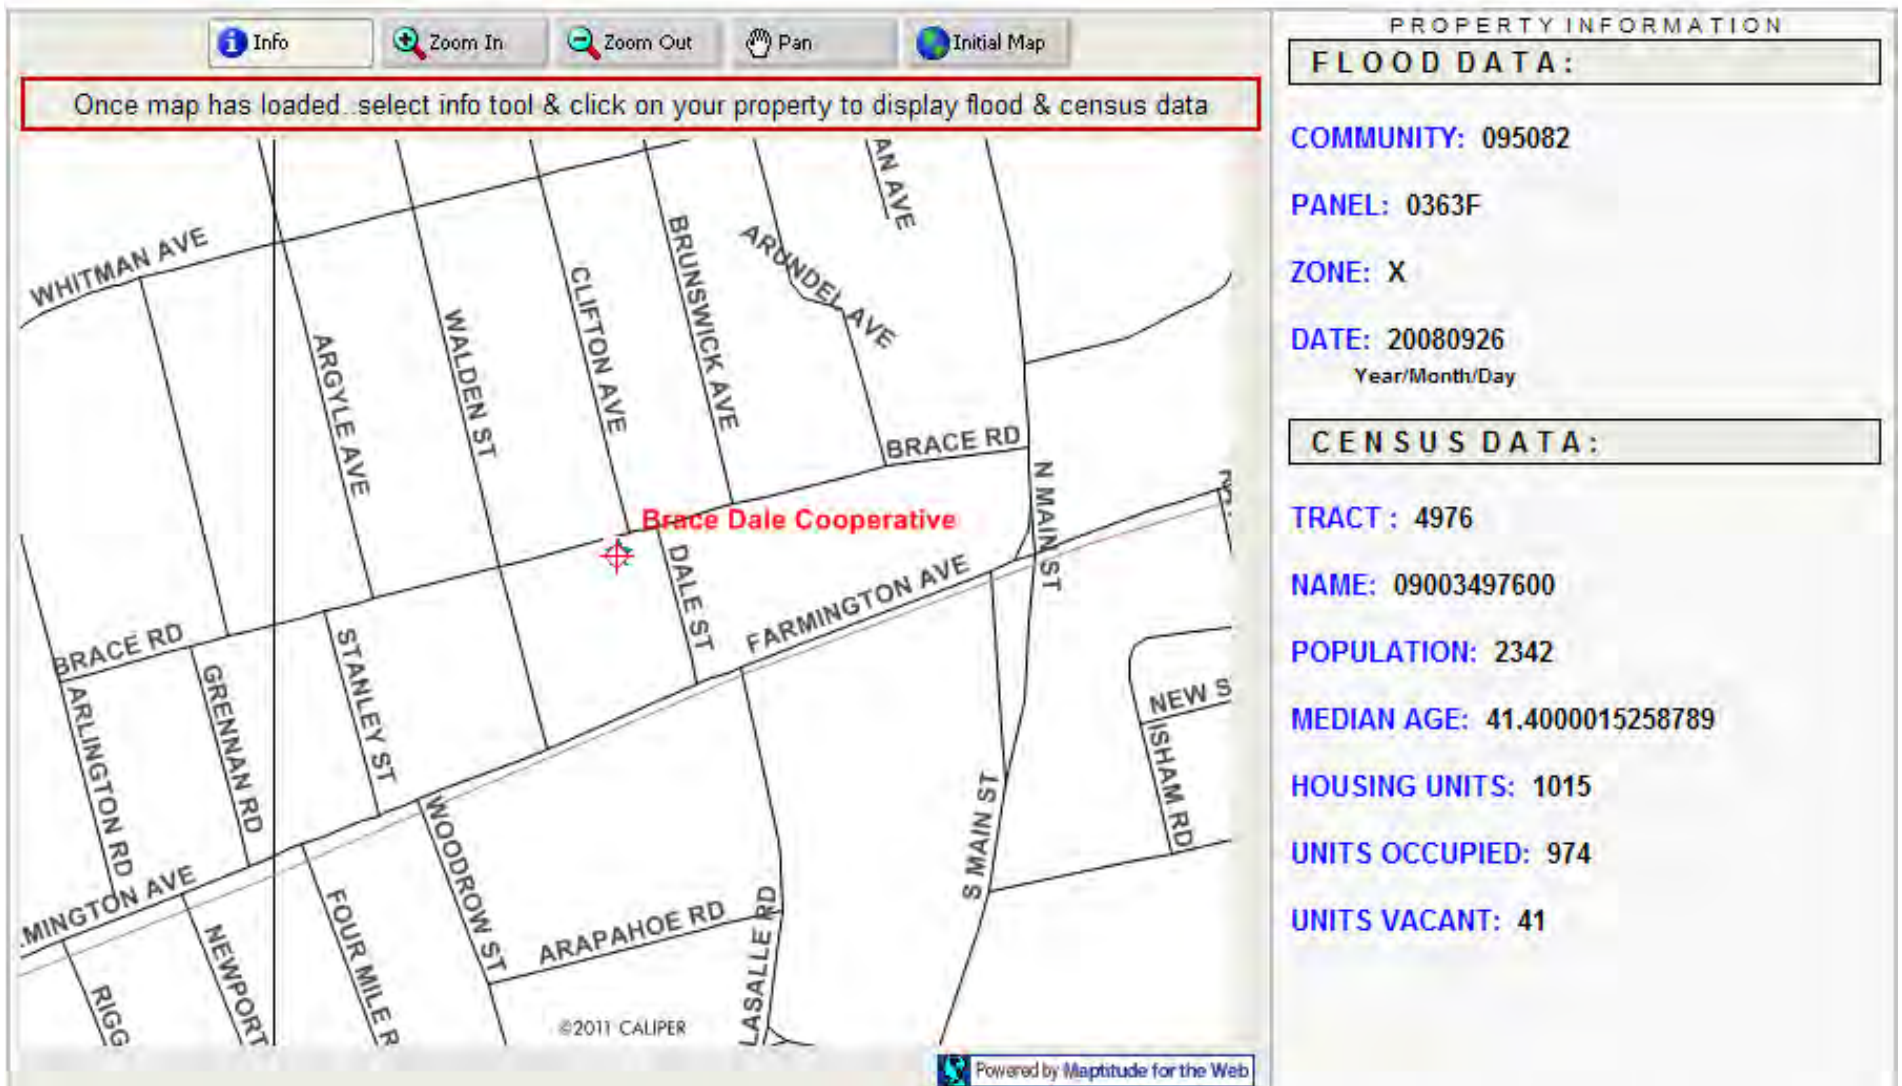 Info
Zoom In
Zoom Out
Pan
Initial Map
Once map has loaded..select info tool & click on your property to display flood & census data
AN AVE
WHITMAN AVE
ARGYLE AVE
WALDEN ST
CLIFTON AVE
BRUNSWICK AVE
ARUNDEL AVE
BRACE RD
N MAIN ST
Brace Dale Cooperative
DALE ST
FARMINGTON AVE
BRACE RD
ARLINGTON RD
GRENNAN RD
STANLEY ST
NEW S
ISHAM RD
S MAIN ST
WOODROW ST
MINGTON AVE
RIGG
NEWPORT
FOUR MILE R
ARAPAHOE RD
LASALLE RD
©2011 CALIPER
Powered by Maptitude for the Web
PROPERTY INFORMATION
FLOOD DATA:
COMMUNITY: 095082
PANEL: 0363F
ZONE: X
DATE: 20080926
Year/Month/Day
CENSUS DATA:
TRACT : 4976
NAME: 09003497600
POPULATION: 2342
MEDIAN AGE: 41.4000015258789
HOUSING UNITS: 1015
UNITS OCCUPIED: 974
UNITS VACANT: 41